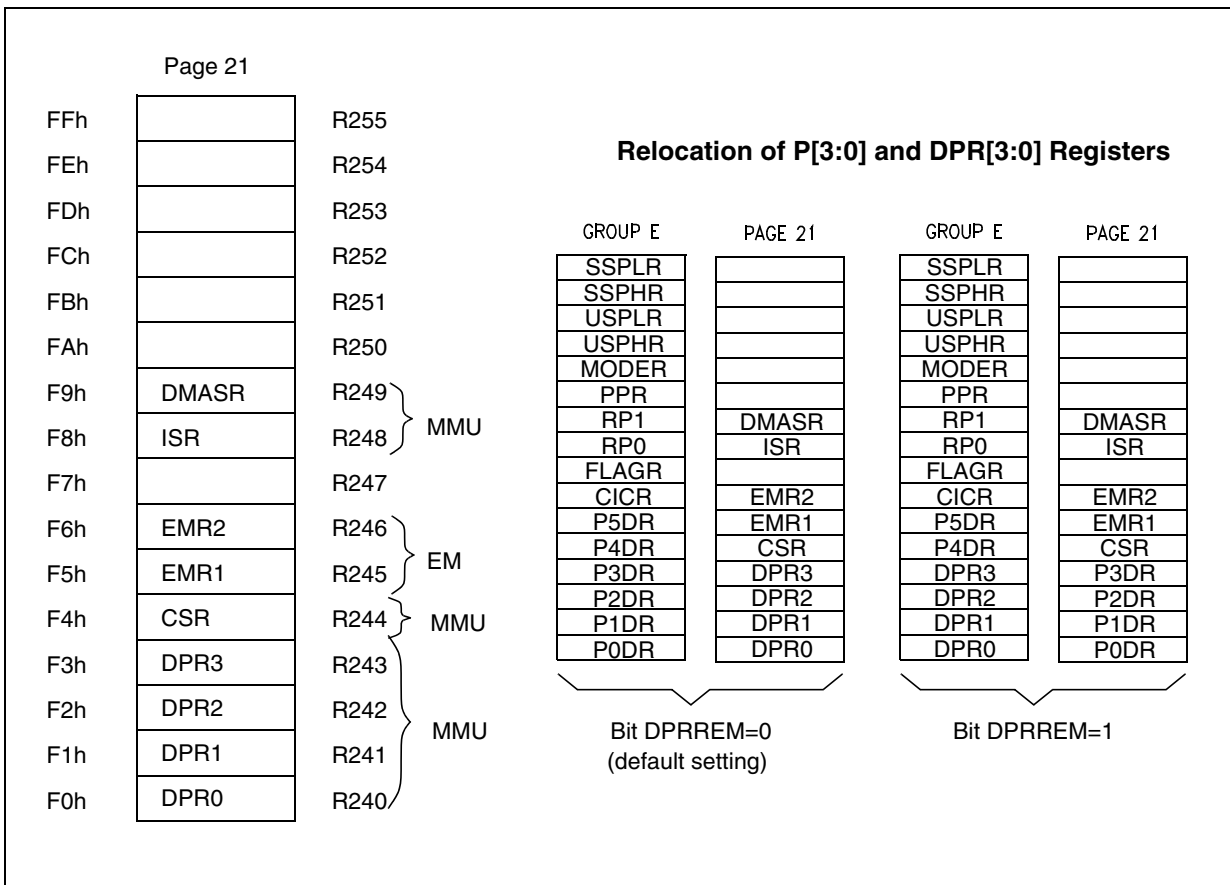 Page 21
FFh R255
FEh R254
FDh R253
FCh R252
FBh R251
FAh R250
F9h DMASR R249
F8h ISR R248
MMU
F7h R247
F6h EMR2 R246
F5h EMR1 R245
EM
F4h CSR R244 MMU
F3h DPR3 R243
F2h DPR2 R242
F1h DPR1 R241
F0h DPR0 R240
MMU
Relocation of P[3:0] and DPR[3:0] Registers
GROUP E PAGE 21 GROUP E PAGE 21
SSPLR SSPLR
SSPHR SSPHR
USPLR USPLR
USPHR USPHR
MODER MODER
PPR PPR
RP1 DMASR RP1 DMASR
RP0 ISR RP0 ISR
FLAGR FLAGR
CICR EMR2 CICR EMR2
P5DR EMR1 P5DR EMR1
P4DR CSR P4DR CSR
P3DR DPR3 DPR3 P3DR
P2DR DPR2 DPR2 P2DR
P1DR DPR1 DPR1 P1DR
P0DR DPR0 DPR0 P0DR
Bit DPRREM=0 Bit DPRREM=1
(default setting)